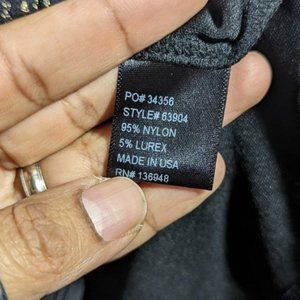 PO# 34356
STYLE# 63904
95% NYLON
5% LUREX
MADE IN USA
RN# 136948